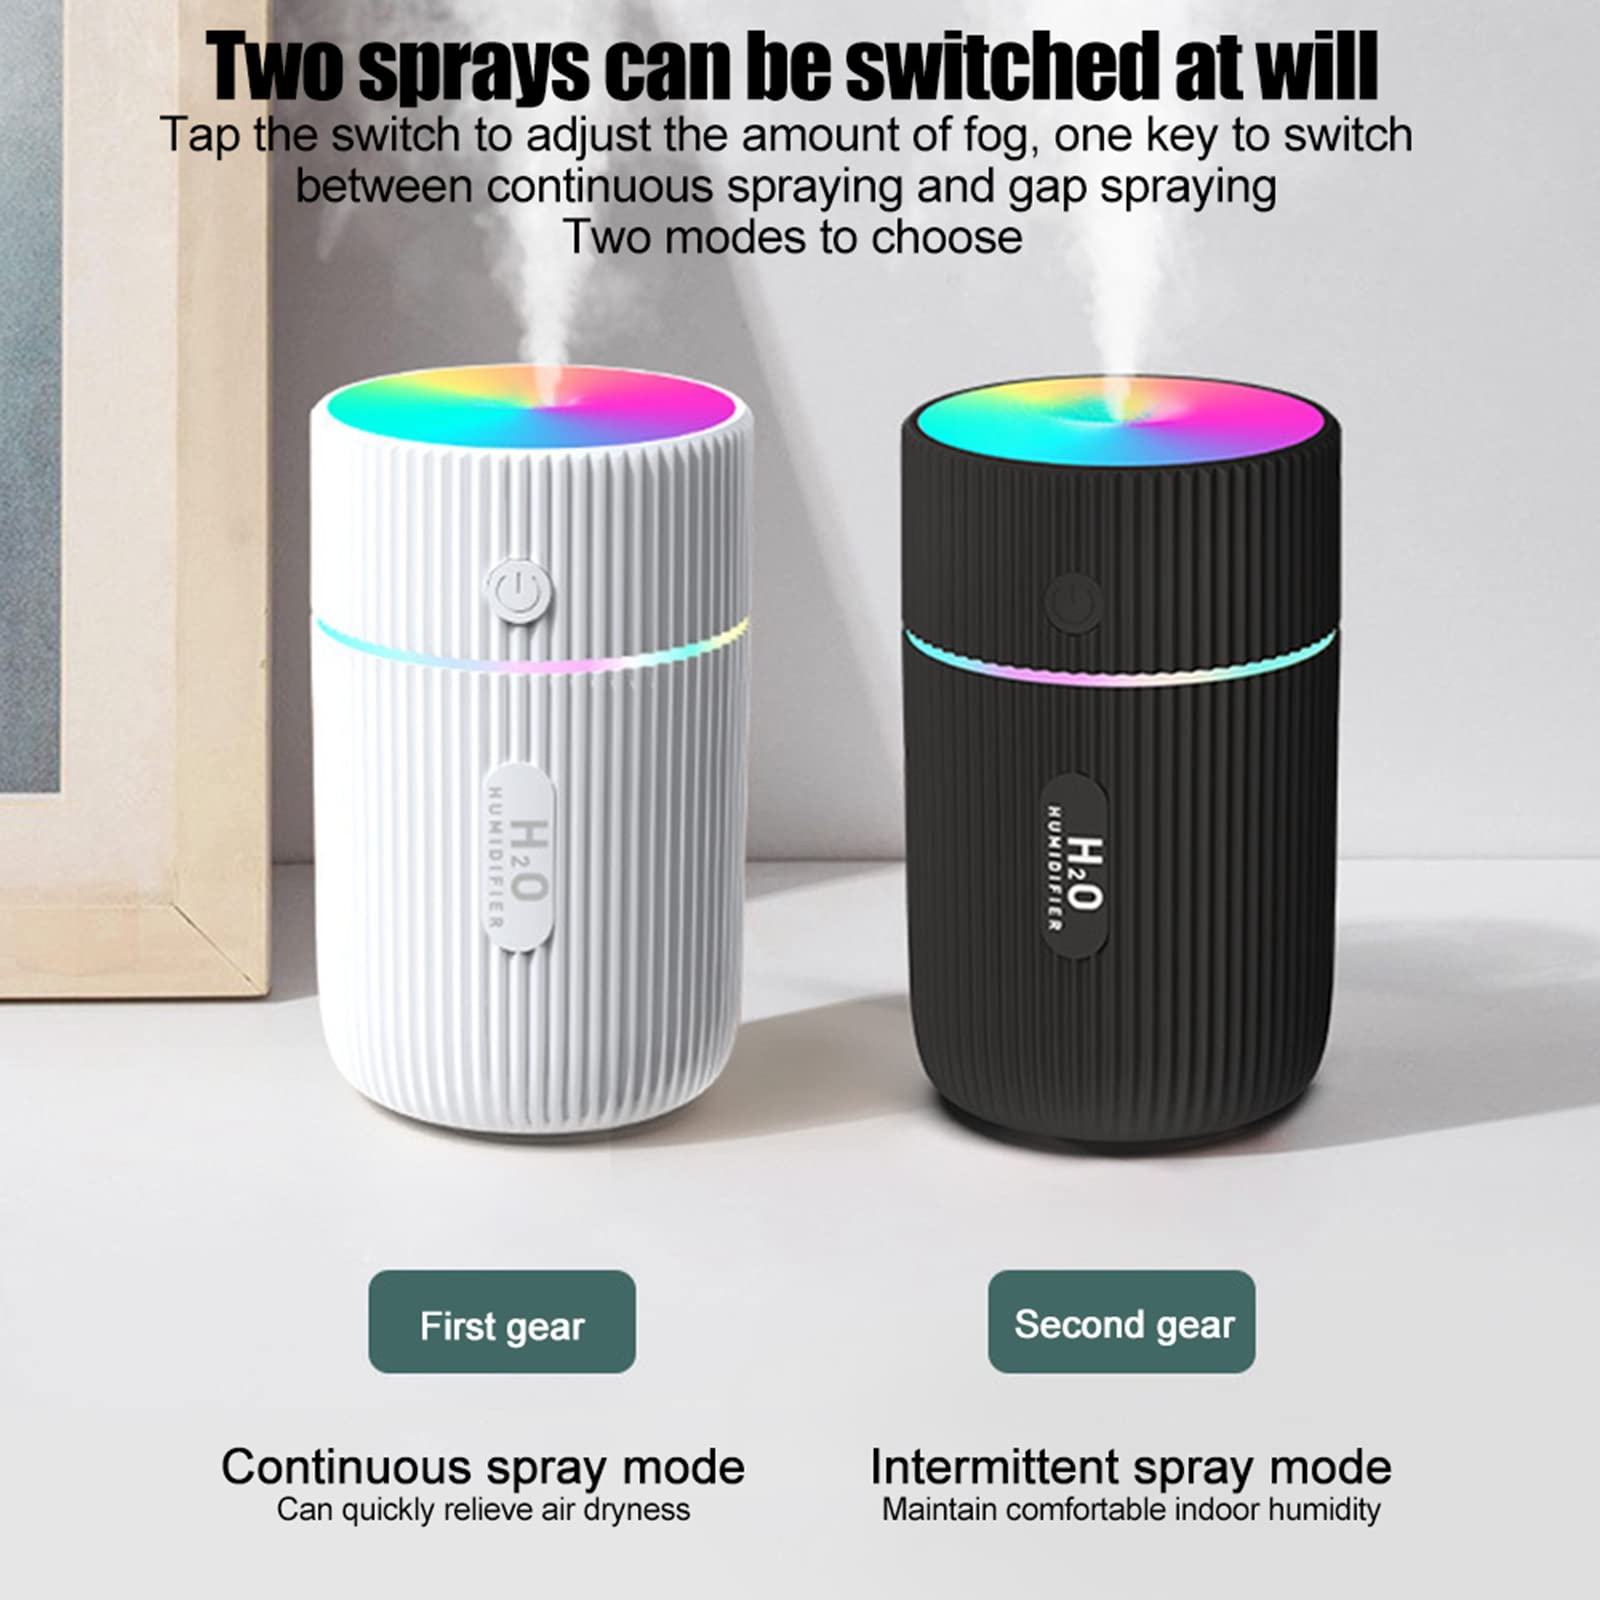 Two sprays can be switched at will
Tap the switch to adjust the amount of fog, one key to switch
between continuous spraying and gap spraying
Two modes to choose
H₂O
HUMIDIFIER
H₂O
HUMIDIFIER
First gear
Second gear
Continuous spray mode
Can quickly relieve air dryness
Intermittent spray mode
Maintain comfortable indoor humidity